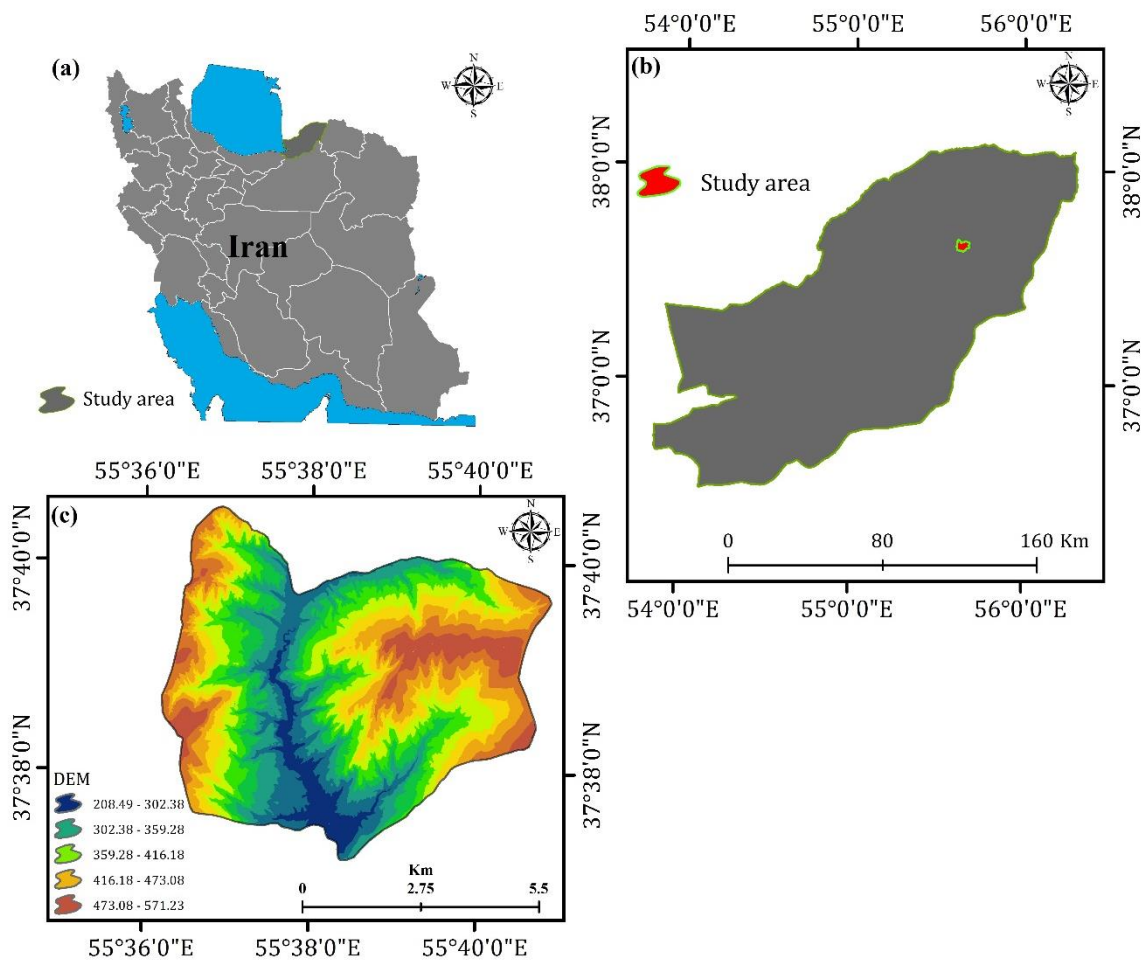 (a)
N
W E
S
Iran
Study area
54°0'0"E 55°0'0"E 56°0'0"E
(b)
N
W E
S
38°0'0"N
37°0'0"N
Study area
38°0'0"N
37°0'0"N
0 80 160 Km
54°0'0"E 55°0'0"E 56°0'0"E
55°36'0"E 55°38'0"E 55°40'0"E
(c)
N
W E
S
37°40'0"N
37°38'0"N
37°40'0"N
37°38'0"N
DEM
208.49 - 302.38
302.38 - 359.28
359.28 - 416.18
416.18 - 473.08
473.08 - 571.23
Km
0 2.75 5.5
55°36'0"E 55°38'0"E 55°40'0"E